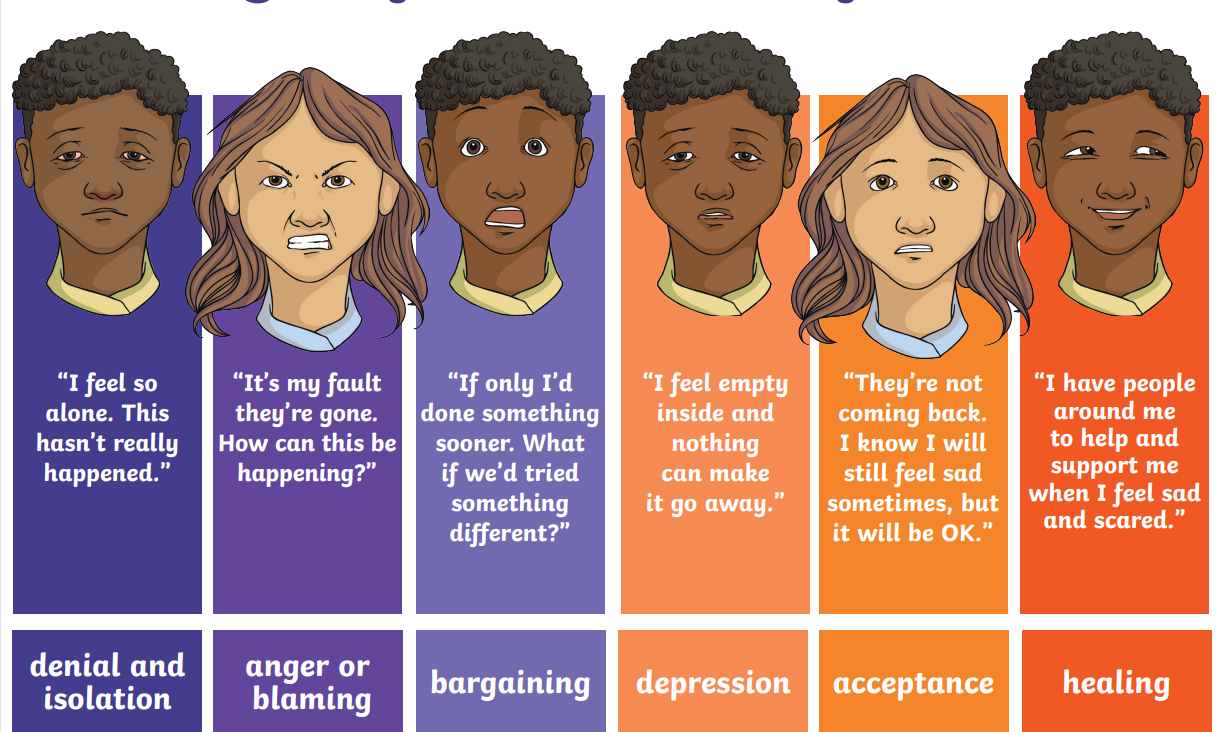 “I feel so
alone. This
hasn’t really
happened.”
“It’s my fault
they’re gone.
How can this be
happening?”
“If only I’d
done something
sooner. What
if we’d tried
something
different?”
“I feel empty
inside and
nothing
can make
it go away.”
“They’re not
coming back.
I know I will
still feel sad
sometimes, but
it will be OK.”
“I have people
around me
to help and
support me
when I feel sad
and scared.”
denial and
isolation
anger or
blaming
bargaining
depression
acceptance
healing